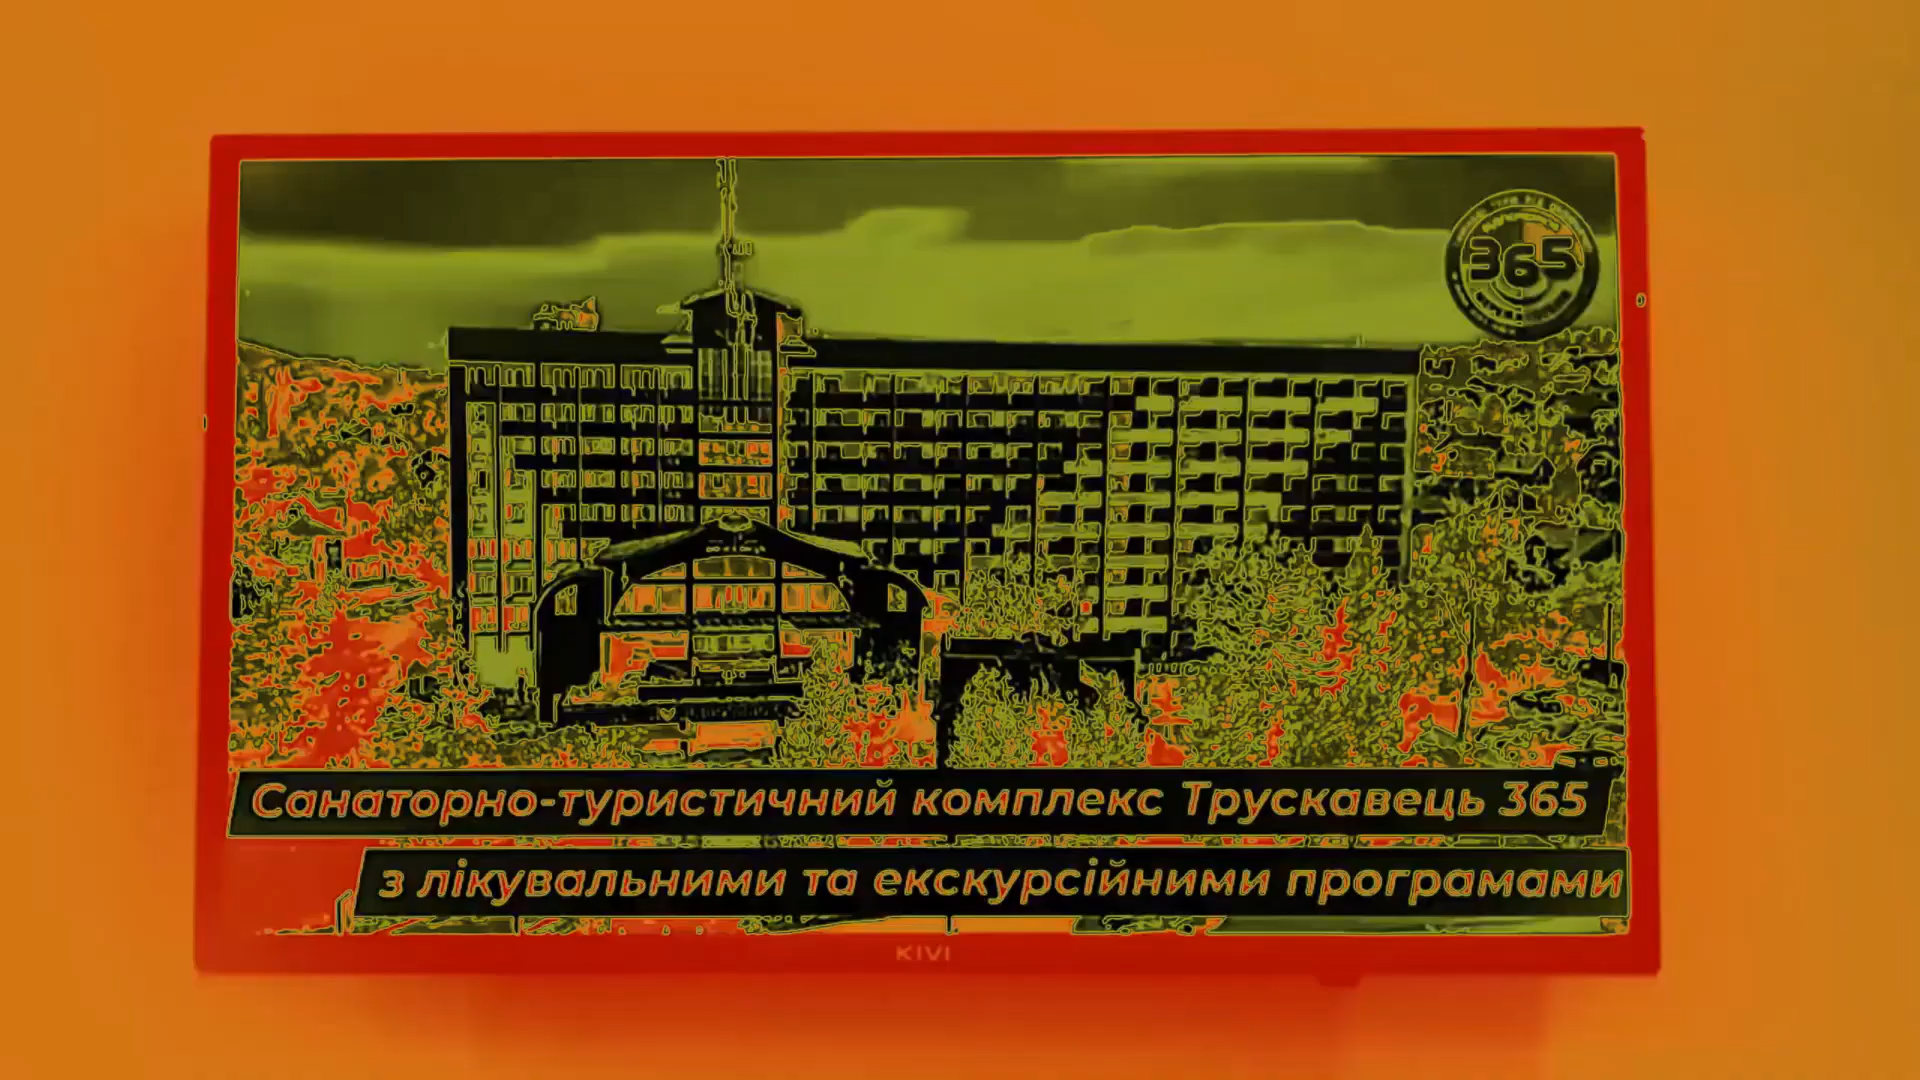 365
Санаторно-туристичний комплекс Трускавець 365
з лікувальними та екскурсійними програмами
KIVI